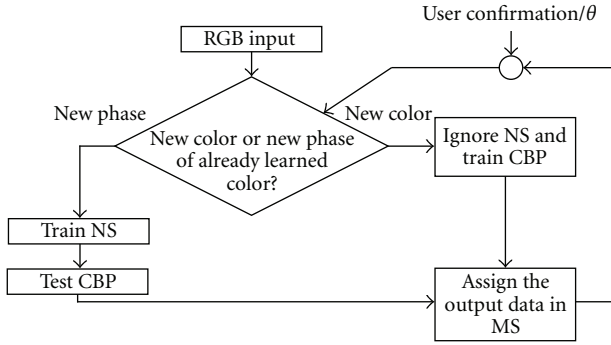 User confirmation/θ
RGB input
New phase
New color
New color or new phase
of already learned
color?
Ignore NS and
train CBP
Train NS
Test CBP
Assign the
output data in
MS